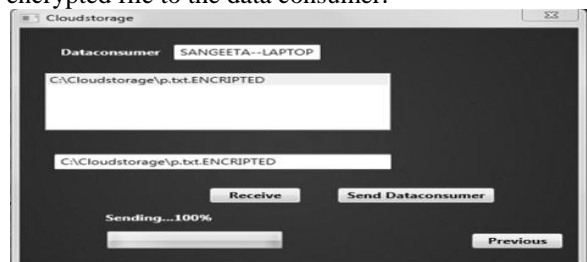 encrypted file to the data consumer.
Cloudstorage
Dataconsumer SANGEETA--LAPTOP
C:\Cloudstorage\p.txt.ENCRIPTED
C:\Cloudstorage\p.txt.ENCRIPTED
Receive Send Dataconsumer
Sending...100%
Previous